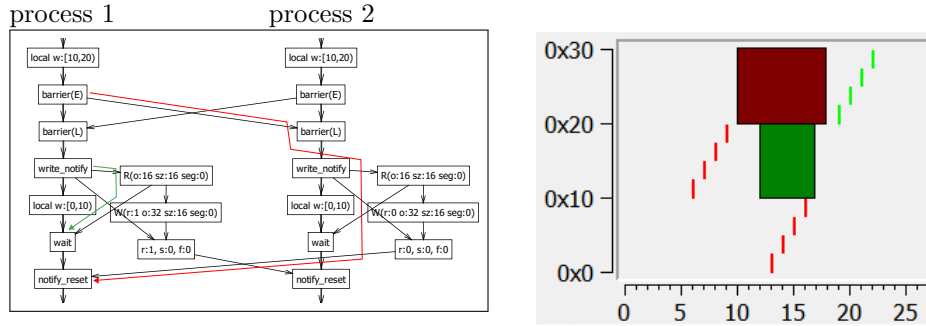 process 1 process 2
local w:[10,20) local w:[10,20)
barrier(E) barrier(E)
barrier(L) barrier(L)
write_notify write_notify
R(o:16 sz:16 seg:0) R(o:16 sz:16 seg:0)
local w:[0,10) local w:[0,10)
W(r:1 o:32 sz:16 seg:0) W(r:0 o:32 sz:16 seg:0)
wait wait
r:1, s:0, f:0 r:0, s:0, f:0
notify_reset notify_reset
0x30
0x20
0x10
0x0
0 5 10 15 20 25